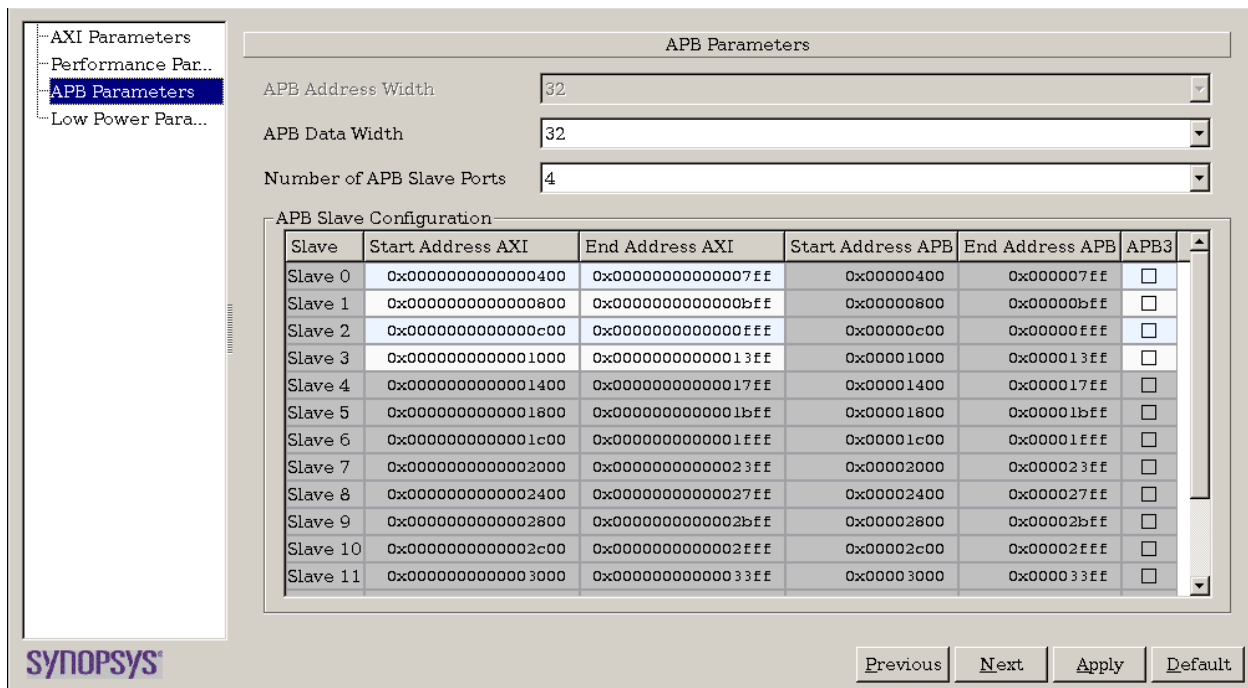 AXI Parameters
Performance Par...
APB Parameters
Low Power Para...
APB Parameters
APB Address Width 32
APB Data Width 32
Number of APB Slave Ports 4
APB Slave Configuration
Slave Start Address AXI End Address AXI Start Address APB End Address APB APB3
Slave 0 0x0000000000000400 0x00000000000007ff 0x00000400 0x000007ff
Slave 1 0x0000000000000800 0x0000000000000bff 0x00000800 0x00000bff
Slave 2 0x0000000000000c00 0x0000000000000fff 0x00000c00 0x00000fff
Slave 3 0x0000000000001000 0x00000000000013ff 0x00001000 0x000013ff
Slave 4 0x0000000000001400 0x00000000000017ff 0x00001400 0x000017ff
Slave 5 0x0000000000001800 0x0000000000001bff 0x00001800 0x00001bff
Slave 6 0x0000000000001c00 0x0000000000001fff 0x00001c00 0x00001fff
Slave 7 0x0000000000002000 0x00000000000023ff 0x00002000 0x000023ff
Slave 8 0x0000000000002400 0x00000000000027ff 0x00002400 0x000027ff
Slave 9 0x0000000000002800 0x0000000000002bff 0x00002800 0x00002bff
Slave 10 0x0000000000002c00 0x0000000000002fff 0x00002c00 0x00002fff
Slave 11 0x0000000000003000 0x00000000000033ff 0x00003000 0x000033ff
SYNOPSYS
Previous Next Apply Default